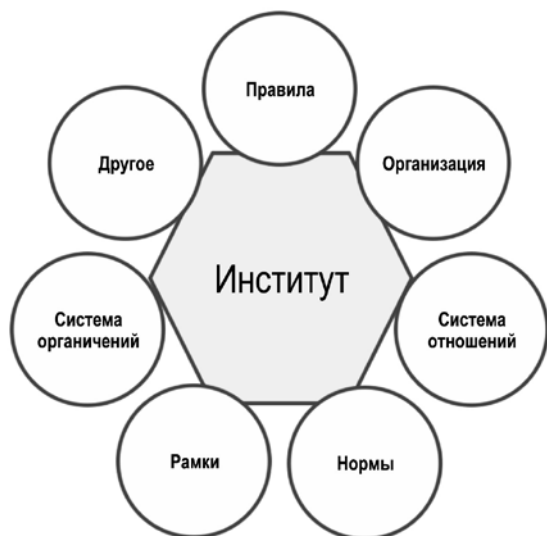 Правила
Другое
Организация
Институт
Система
органичений
Система
отношений
Рамки
Нормы